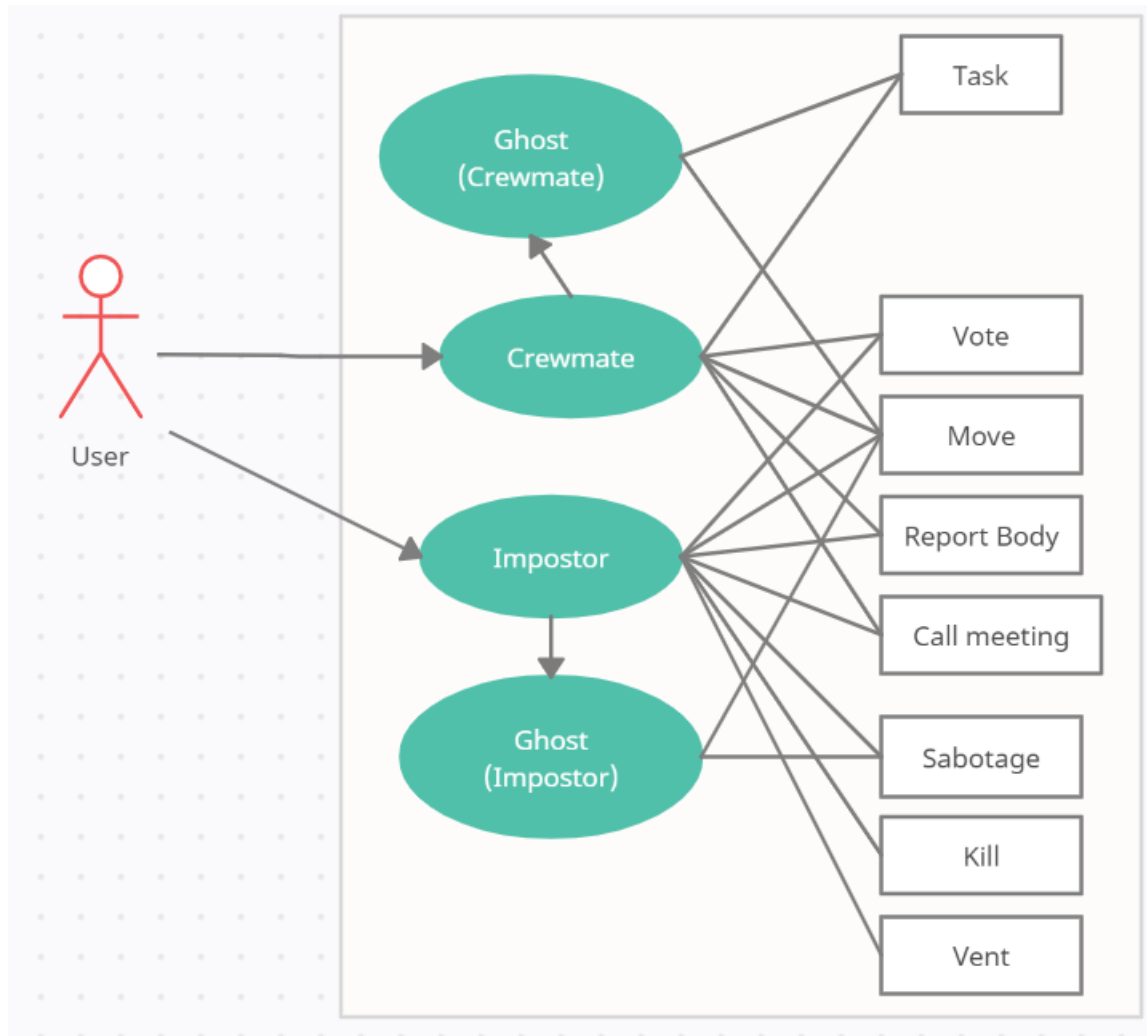 Ghost
(Crewmate)
Task
Crewmate
Vote
User
Move
Impostor
Report Body
Call meeting
Ghost
(Impostor)
Sabotage
Kill
Vent